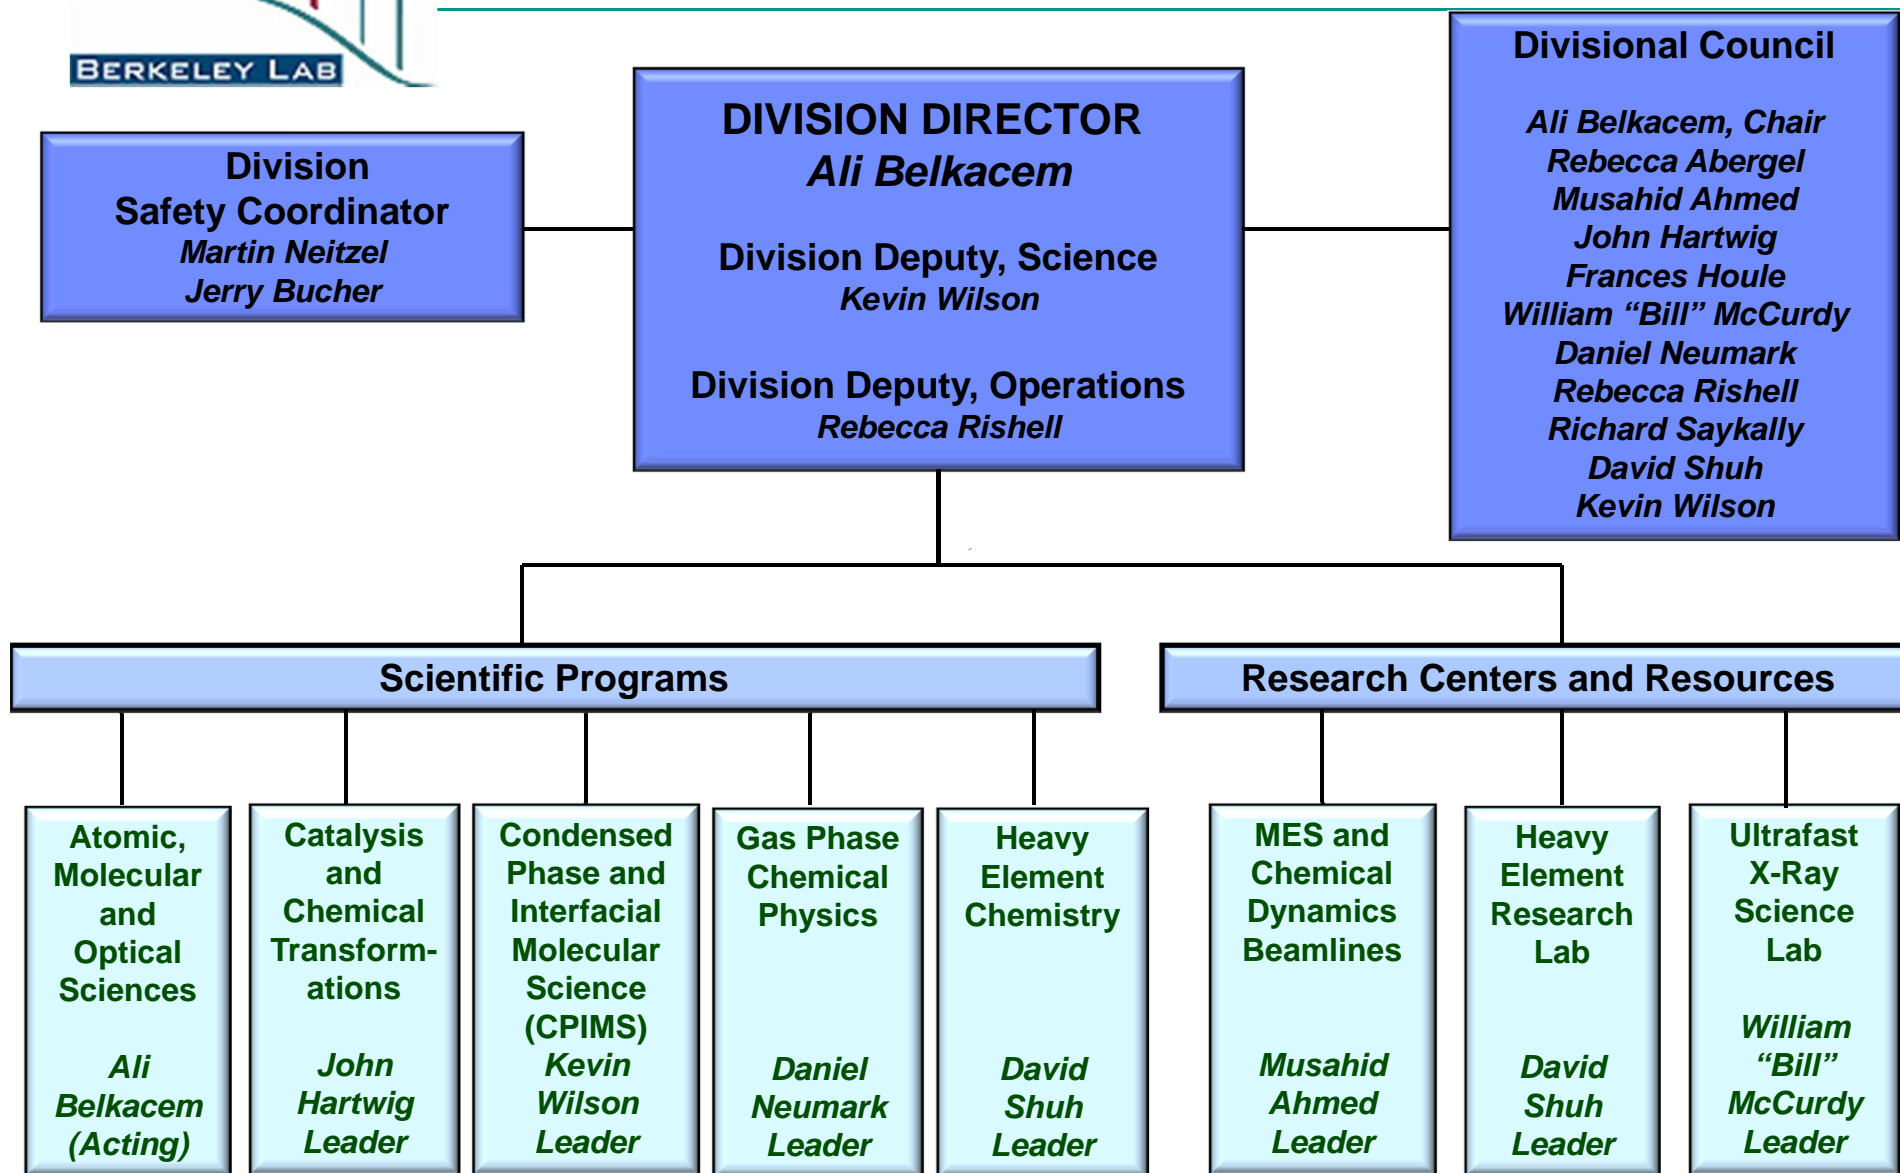 BERKELEY LAB
Division
Safety Coordinator
Martin Neitzel
Jerry Bucher
DIVISION DIRECTOR
Ali Belkacem
Division Deputy, Science
Kevin Wilson
Division Deputy, Operations
Rebecca Rishell
Divisional Council
Ali Belkacem, Chair
Rebecca Abergel
Musahid Ahmed
John Hartwig
Frances Houle
William “Bill” McCurdy
Daniel Neumark
Rebecca Rishell
Richard Saykally
David Shuh
Kevin Wilson
Scientific Programs
Research Centers and Resources
Atomic,
Molecular
and
Optical
Sciences
Ali
Belkacem
(Acting)
Catalysis
and
Chemical
Transform-
ations
John
Hartwig
Leader
Condensed
Phase and
Interfacial
Molecular
Science
(CPIMS)
Kevin
Wilson
Leader
Gas Phase
Chemical
Physics
Daniel
Neumark
Leader
Heavy
Element
Chemistry
David
Shuh
Leader
MES and
Chemical
Dynamics
Beamlines
Musahid
Ahmed
Leader
Heavy
Element
Research
Lab
David
Shuh
Leader
Ultrafast
X-Ray
Science
Lab
William
“Bill”
McCurdy
Leader